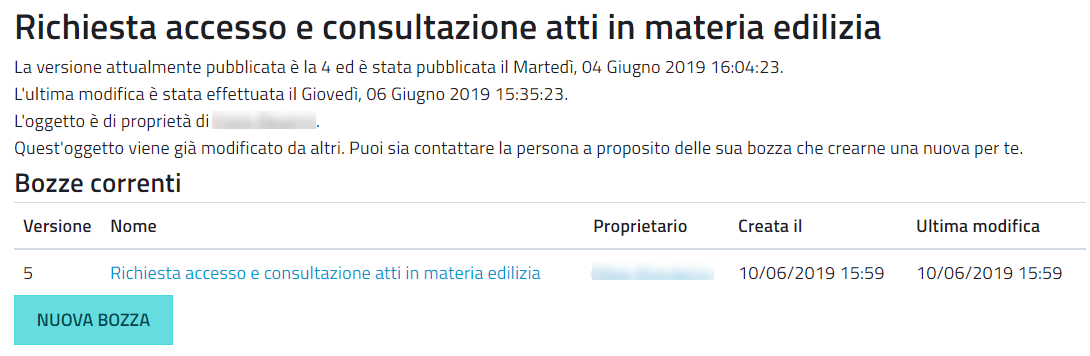 Richiesta accesso e consultazione atti in materia edilizia
La versione attualmente pubblicata è la 4 ed è stata pubblicata il Martedì, 04 Giugno 2019 16:04:23.
L'ultima modifica è stata effettuata il Giovedì, 06 Giugno 2019 15:35:23.
L'oggetto è di proprietà di .
Quest'oggetto viene già modificato da altri. Puoi sia contattare la persona a proposito delle sua bozza che crearne una nuova per te.
Bozze correnti
Versione Nome Proprietario Creata il Ultima modifica
5 Richiesta accesso e consultazione atti in materia edilizia 10/06/2019 15:59 10/06/2019 15:59
NUOVA BOZZA